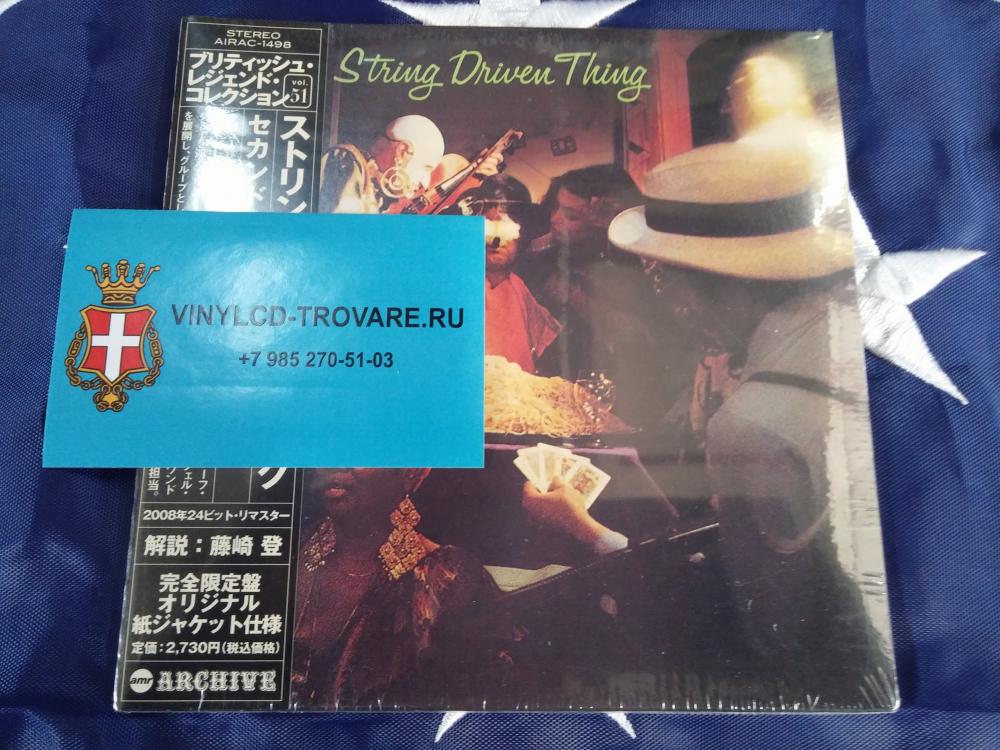 STEREO
AIRAC-1498
ブリティッシュ・
レジェンド・
コレクション
vol.
51
ストリン
セカンド
を展開し、グループと
String Driven Thing
VINYLCD-TROVARE.RU
+7 985 270-51-03
担当。
2008年24ビット・リマスター
解説：藤崎 登
完全限定盤
オリジナル
紙ジャケット仕様
定価：2,730円(税込価格)
amr ARCHIVE